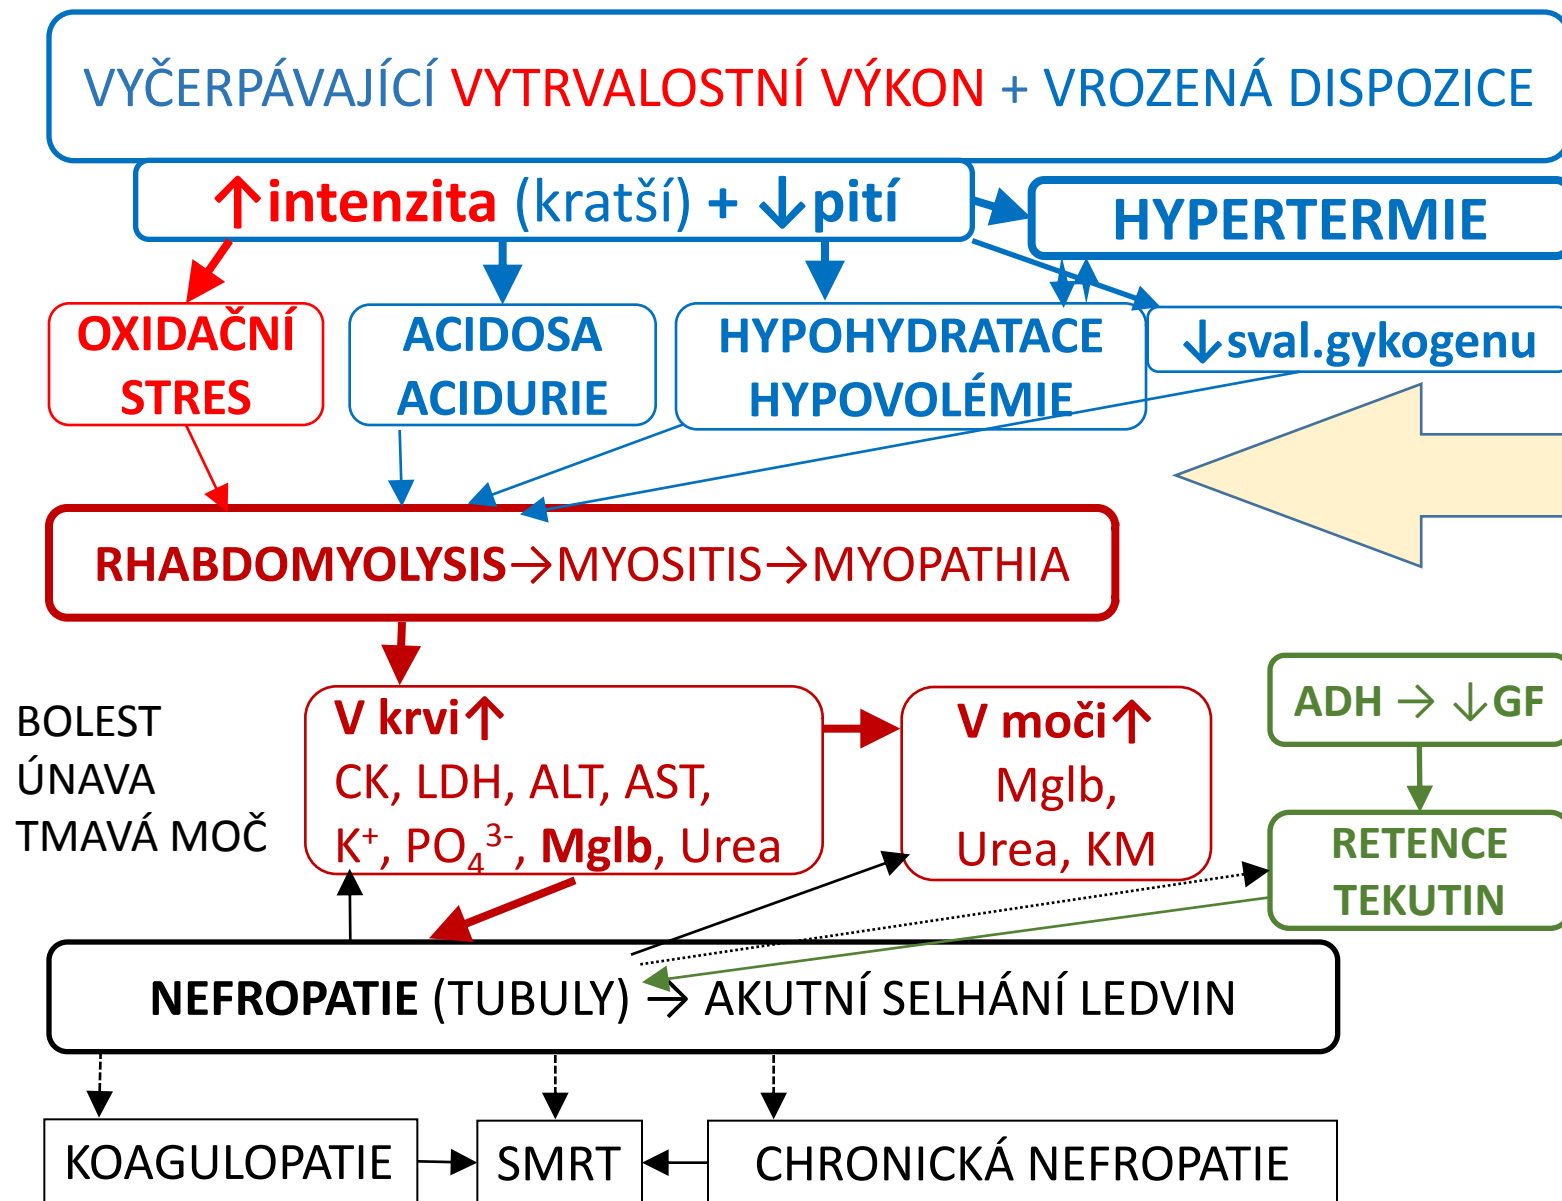 VYČERPÁVAJÍCÍ VYTRVALOSTNÍ VÝKON + VROZENÁ DISPOZICE
↑intenzita (kratší) + ↓pití
HYPERTERMIE
OXIDAČNÍ
STRES
ACIDOSA
ACIDURIE
HYPOHYDRATACE
HYPOVOLÉMIE
↓sval.gykogenu
RHABDOMYOLYSIS→MYOSITIS→MYOPATHIA
BOLEST
ÚNAVA
TMAVÁ MOČ
V krvi↑
CK, LDH, ALT, AST,
K⁺, PO₄³⁻, Mglb, Urea
V moči↑
Mglb,
Urea, KM
ADH → ↓GF
RETENCE
TEKUTIN
NEFROPATIE (TUBULY) → AKUTNÍ SELHÁNÍ LEDVIN
KOAGULOPATIE
SMRT
CHRONICKÁ NEFROPATIE